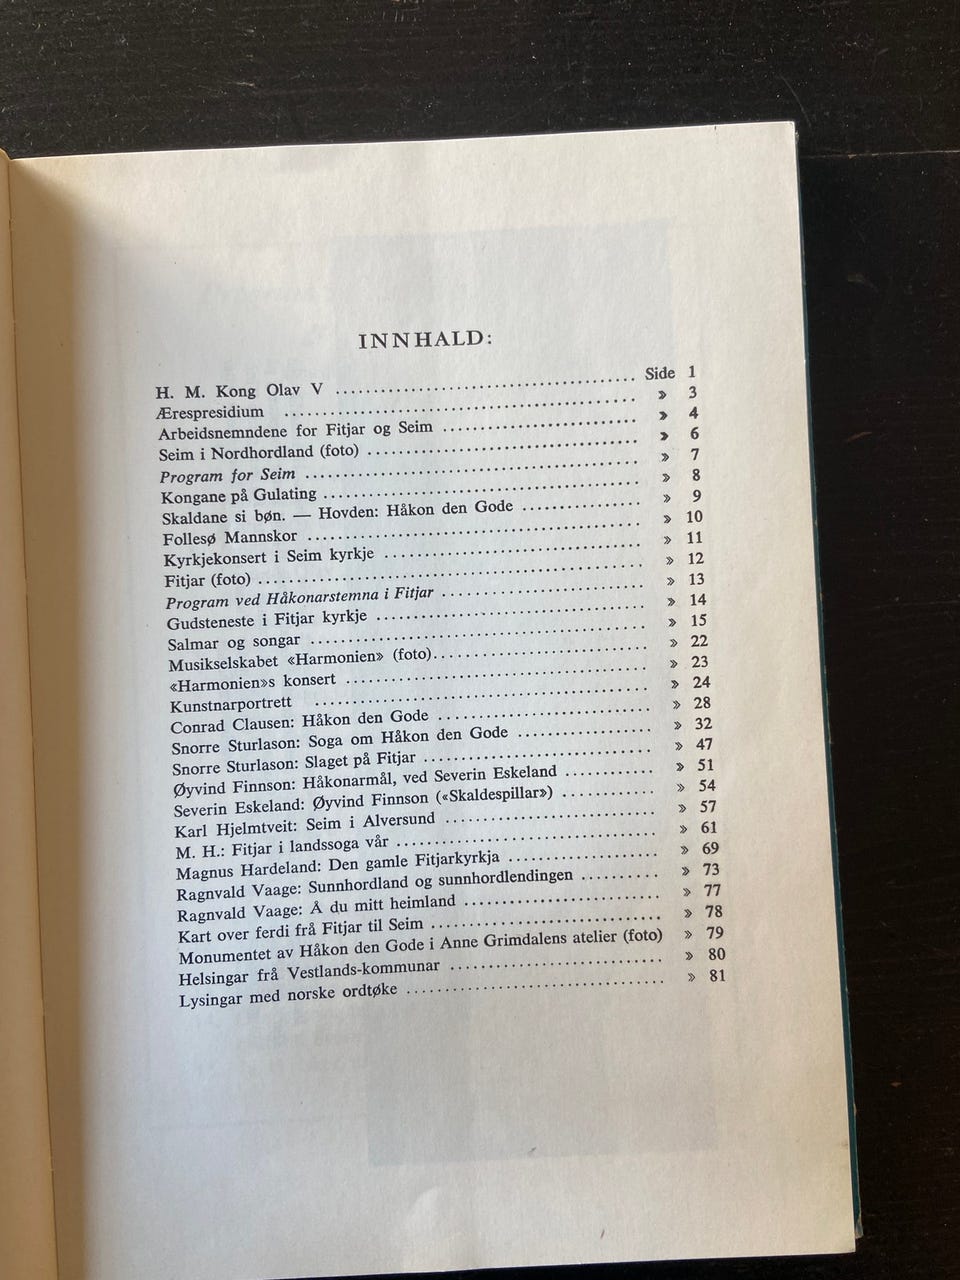 INNHALD:
H. M. Kong Olav V ........................................ Side 1
Ærespresidium ........................................ » 3
Arbeidsnemndene for Fitjar og Seim ............................ » 4
Seim i Nordhordland (foto) ..................................... » 6
Program for Seim ............................................. » 7
Kongane på Gulating .......................................... » 8
Skaldane si bøn. — Hovden: Håkon den Gode ................. » 9
Follesø Mannskor ............................................. » 10
Kyrkjekonsert i Seim kyrkje ................................... » 11
Fitjar (foto) .................................................. » 12
Program ved Håkonarstemna i Fitjar ............................ » 13
Gudsteneste i Fitjar kyrkje ..................................... » 14
Salmar og songar .............................................. » 15
Musikselskabet «Harmonien» (foto)............................. » 22
«Harmonien»s konsert ......................................... » 23
Kunstnarportrett ............................................. » 24
Conrad Clausen: Håkon den Gode ............................. » 28
Snorre Sturlason: Soga om Håkon den Gode .................. » 32
Snorre Sturlason: Slaget på Fitjar ............................... » 47
Øyvind Finnson: Håkonarmål, ved Severin Eskeland ............ » 51
Severin Eskeland: Øyvind Finnson («Skaldespillar») ............ » 54
Karl Hjelmtveit: Seim i Alversund ............................. » 57
M. H.: Fitjar i landssoga vår ................................... » 61
Magnus Hardeland: Den gamle Fitjarkyrkja ..................... » 69
Ragnvald Vaage: Sunnhordland og sunnhordlendingen .......... » 73
Ragnvald Vaage: Å du mitt heimland .......................... » 77
Kart over ferdi frå Fitjar til Seim ............................... » 78
Monumentet av Håkon den Gode i Anne Grimdalens atelier (foto) » 79
Helsingar frå Vestlands-kommunar ............................. » 80
Lysingar med norske ordtøke ................................... » 81